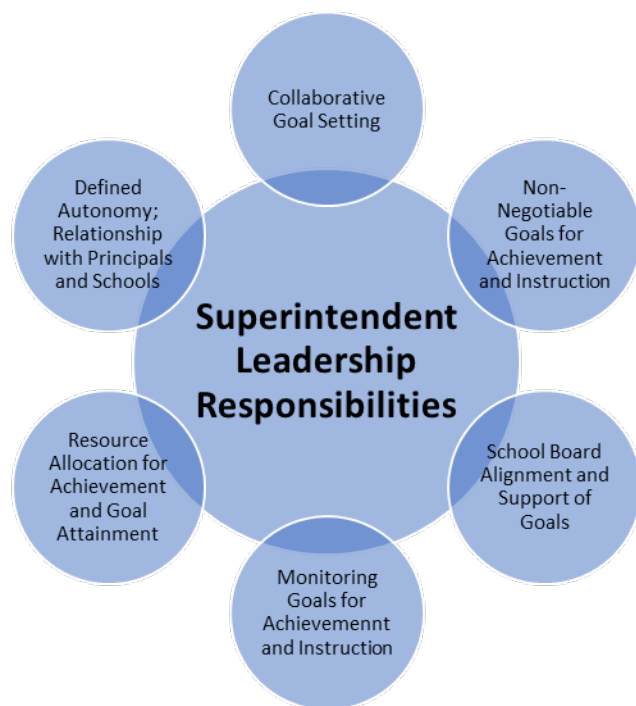 Collaborative
Goal Setting
Non-
Negotiable
Goals for
Achievement
and Instruction
School Board
Alignment and
Support of
Goals
Monitoring
Goals for
Achievemennt
and Instruction
Resource
Allocation for
Achievement
and Goal
Attainment
Defined
Autonomy;
Relationship
with Principals
and Schools
Superintendent
Leadership
Responsibilities